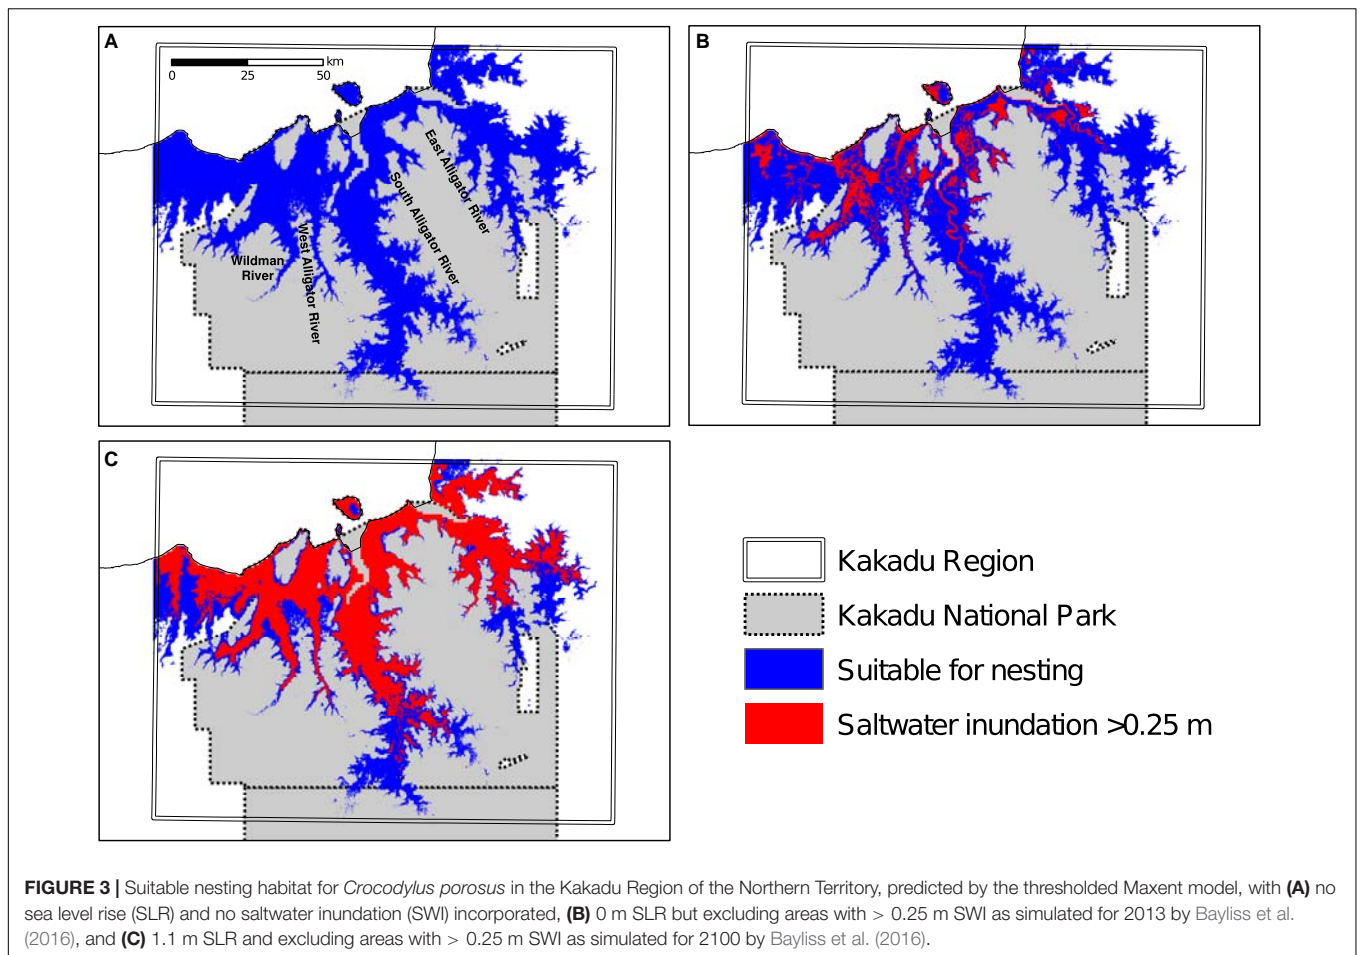 A
km
0 25 50
East Alligator River
South Alligator River
West Alligator River
Wildman
River
B
C
Kakadu Region
Kakadu National Park
Suitable for nesting
Saltwater inundation >0.25 m
FIGURE 3 | Suitable nesting habitat for Crocodylus porosus in the Kakadu Region of the Northern Territory, predicted by the thresholded Maxent model, with (A) no
sea level rise (SLR) and no saltwater inundation (SWI) incorporated, (B) 0 m SLR but excluding areas with > 0.25 m SWI as simulated for 2013 by Bayliss et al.
(2016), and (C) 1.1 m SLR and excluding areas with > 0.25 m SWI as simulated for 2100 by Bayliss et al. (2016).